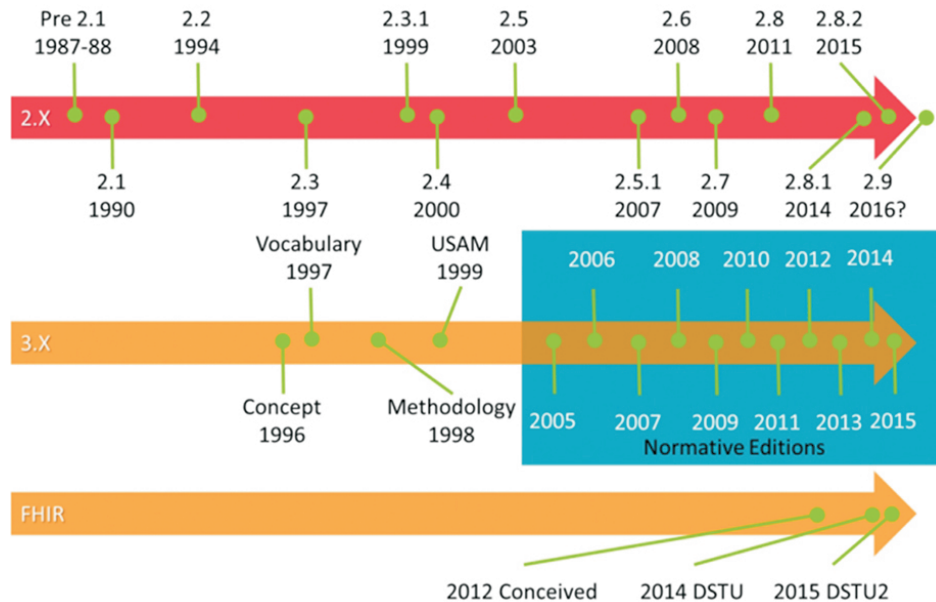 Pre 2.1 2.2 2.3.1 2.5 2.6 2.8 2.8.2
1987-88 1994 1999 2003 2008 2011 2015
2.X
2.1 2.3 2.4 2.5.1 2.7 2.8.1 2.9
1990 1997 2000 2007 2009 2014 2016?
Vocabulary USAM
1997 1999
2006 2008 2010 2012 2014
3.X
Concept Methodology
1996 1998
2005 2007 2009 2011 2013 2015
Normative Editions
FHIR
2012 Conceived 2014 DSTU 2015 DSTU2